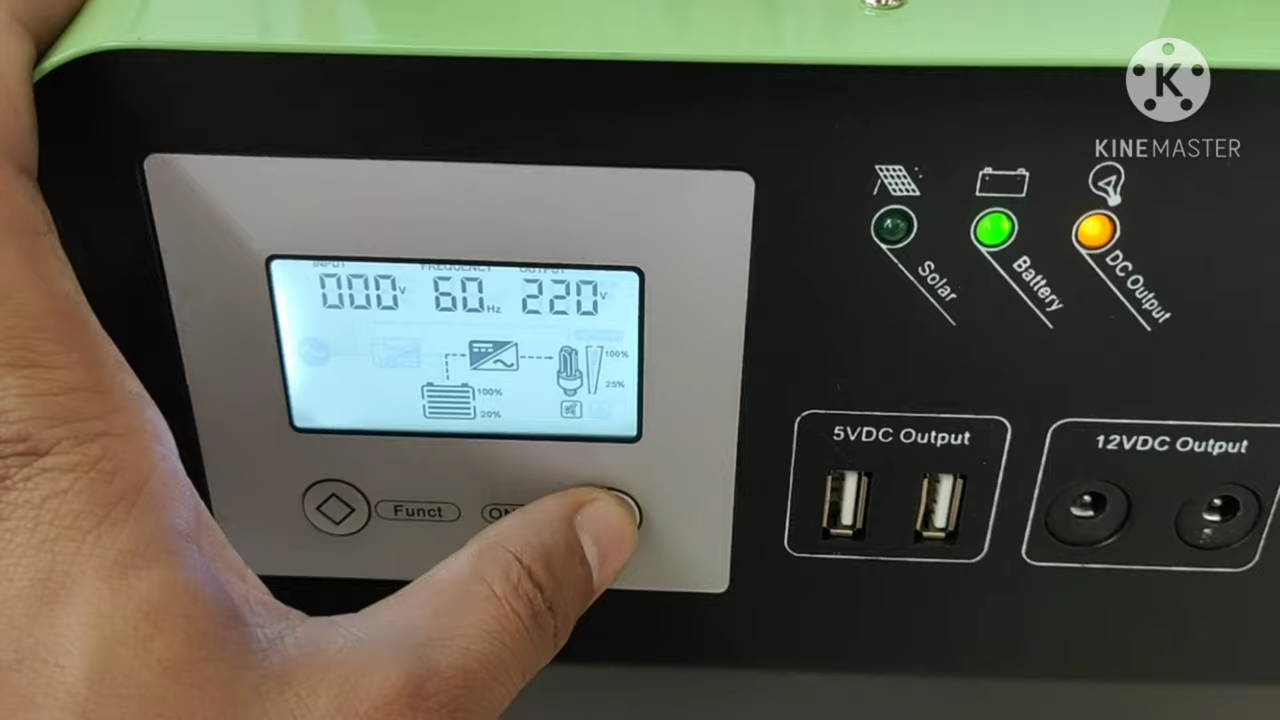 K
KINEMASTER
INPUT FREQUENCY OUTPUT
000V 60Hz 220V
100%
25%
100%
20%
Funct
Solar
Battery
DC Output
5VDC Output
12VDC Output